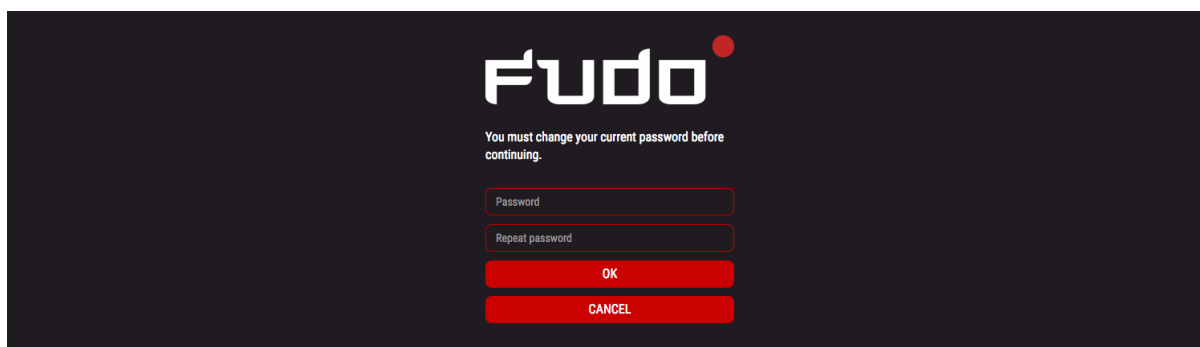 Fudo
You must change your current password before
continuing.
Password
Repeat password
OK
CANCEL